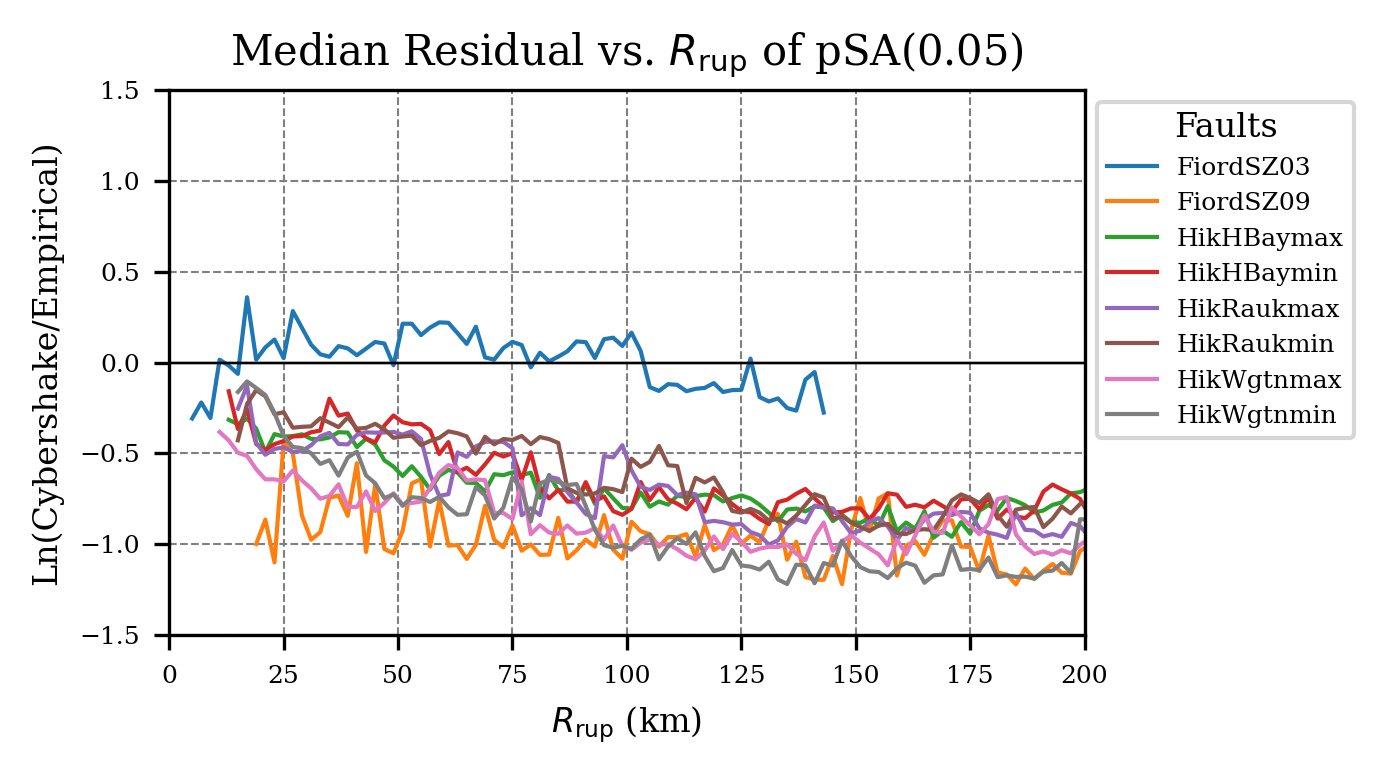 Median Residual vs. R_rup of pSA(0.05)
Ln(Cybershake/Empirical)
1.5
1.0
0.5
0.0
−0.5
−1.0
−1.5
0 25 50 75 100 125 150 175 200
R_rup (km)
Faults
FiordSZ03
FiordSZ09
HikHBaymax
HikHBaymin
HikRaukmax
HikRaukmin
HikWgtnmax
HikWgtnmin